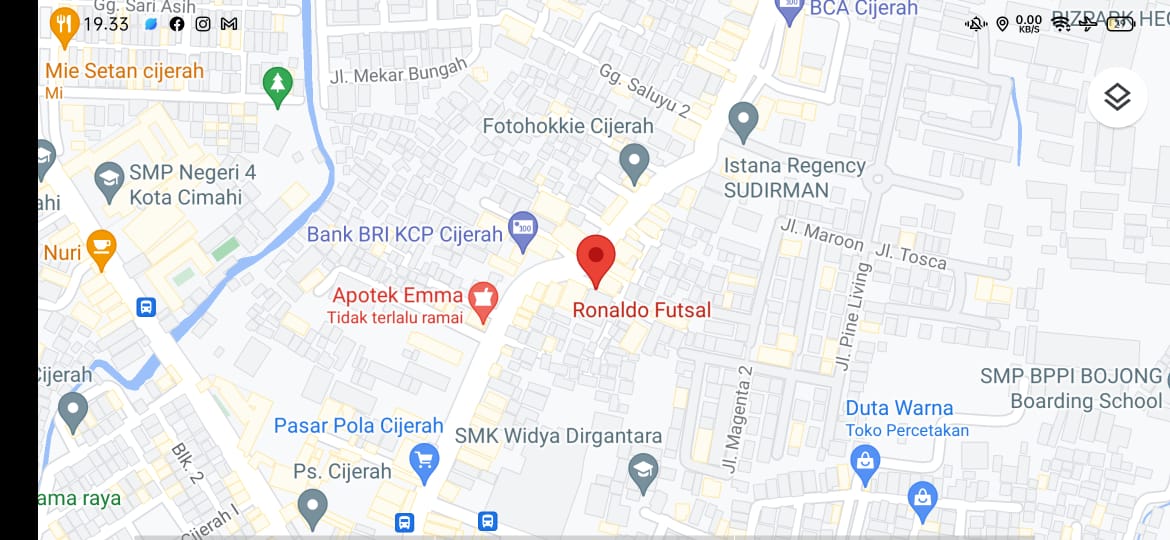 Gg. Sari Asih
19.33
0.00
KB/S
29
BCA Cijerah
BIZPARK
Mie Setan cijerah
Mi
Jl. Mekar Bungah
Gg. Saluyu 2
Fotohokkie Cijerah
SMP Negeri 4
Kota Cimahi
ahi
Istana Regency
SUDIRMAN
100
Bank BRI KCP Cijerah
100
Nuri
Jl. Maroon
Jl. Tosca
Apotek Emma
Tidak terlalu ramai
Ronaldo Futsal
Jl. Pine Living
Cijerah
SMP BPPI BOJONG
Boarding School
Jl. Magenta 2
Duta Warna
Toko Percetakan
Pasar Pola Cijerah
SMK Widya Dirgantara
Blk. 2
Ps. Cijerah
ama raya
Cijerah I